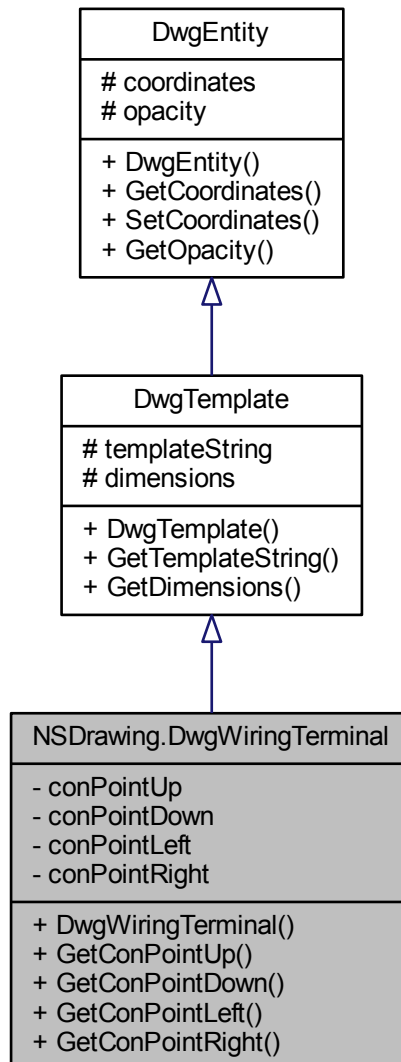 DwgEntity
# coordinates
# opacity
+ DwgEntity()
+ GetCoordinates()
+ SetCoordinates()
+ GetOpacity()
DwgTemplate
# templateString
# dimensions
+ DwgTemplate()
+ GetTemplateString()
+ GetDimensions()
NSDrawing.DwgWiringTerminal
- conPointUp
- conPointDown
- conPointLeft
- conPointRight
+ DwgWiringTerminal()
+ GetConPointUp()
+ GetConPointDown()
+ GetConPointLeft()
+ GetConPointRight()